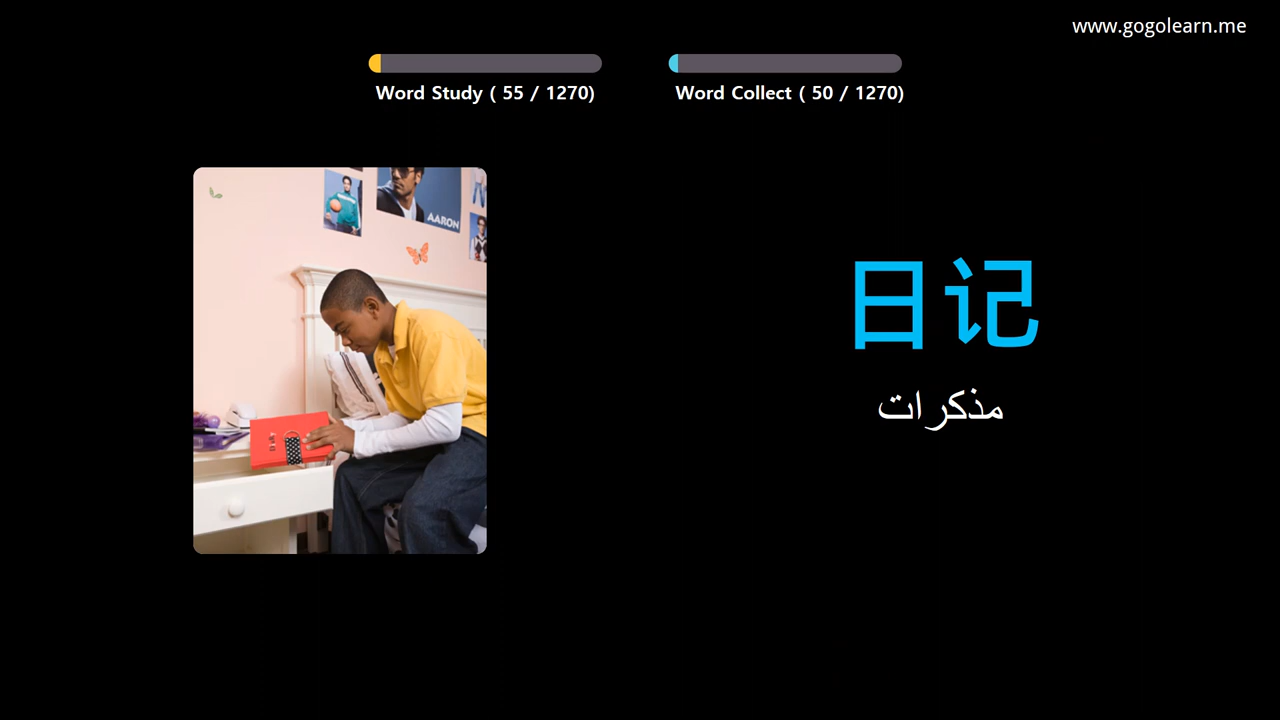 www.gogolearn.me
Word Study ( 55 / 1270)
Word Collect ( 50 / 1270)
AARON
日记
مذكرات